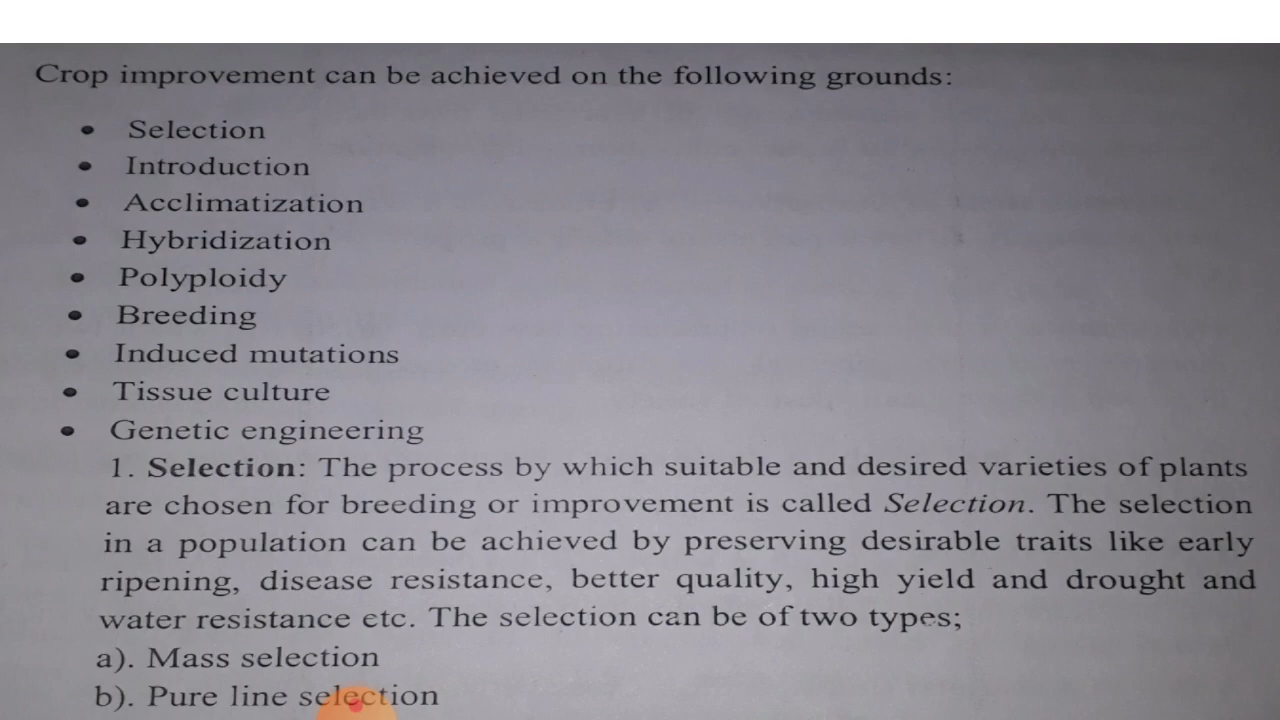 Crop improvement can be achieved on the following grounds:
• Selection
• Introduction
• Acclimatization
• Hybridization
• Polyploidy
• Breeding
• Induced mutations
• Tissue culture
• Genetic engineering
1. Selection: The process by which suitable and desired varieties of plants
are chosen for breeding or improvement is called Selection. The selection
in a population can be achieved by preserving desirable traits like early
ripening, disease resistance, better quality, high yield and drought and
water resistance etc. The selection can be of two types;
a). Mass selection
b). Pure line selection